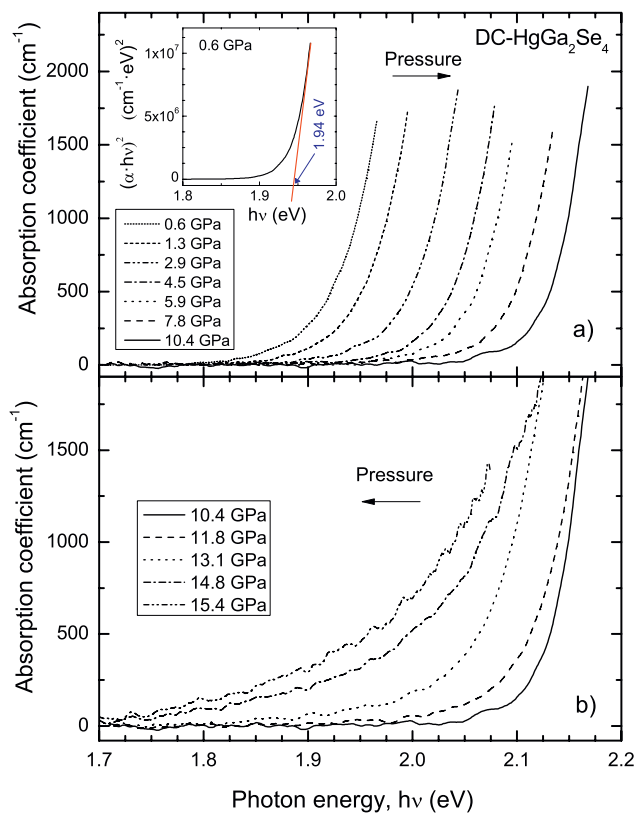 DC-HgGa2Se4
Pressure
Absorption coefficient (cm-1)
2000
1500
1000
500
0
0.6 GPa
(α·hν)2 (cm-1·eV)2
1x10^7
5x10^6
0
1.94 eV
1.8 1.9 2.0
hν (eV)
0.6 GPa
1.3 GPa
2.9 GPa
4.5 GPa
5.9 GPa
7.8 GPa
10.4 GPa
a)
Absorption coefficient (cm-1)
1500
1000
500
0
Pressure
10.4 GPa
11.8 GPa
13.1 GPa
14.8 GPa
15.4 GPa
b)
1.7 1.8 1.9 2.0 2.1 2.2
Photon energy, hν (eV)